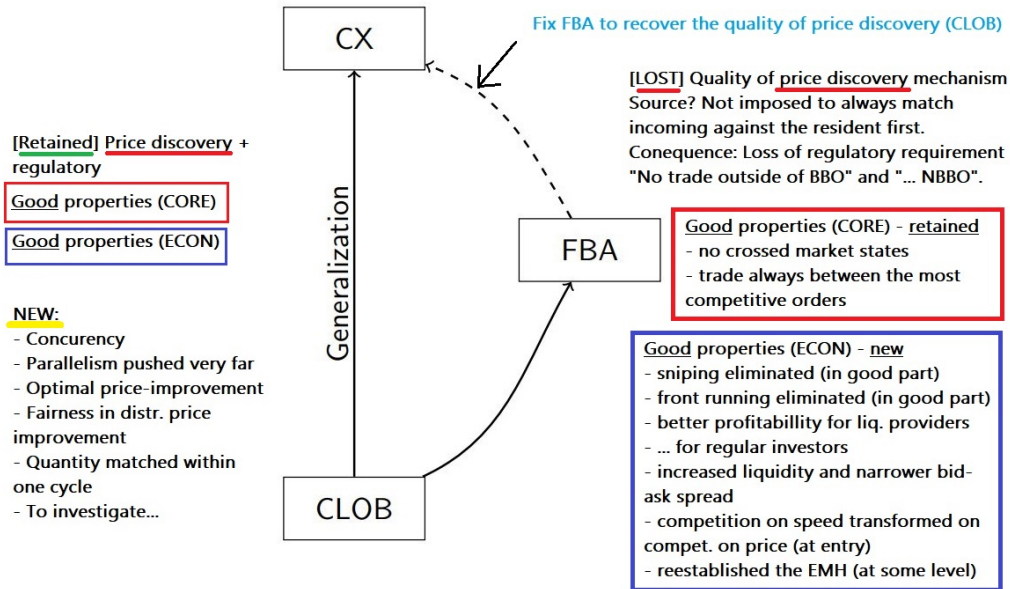 Fix FBA to recover the quality of price discovery (CLOB)
CX
[LOST] Quality of price discovery mechanism
Source? Not imposed to always match
incoming against the resident first.
Conequence: Loss of regulatory requirement
"No trade outside of BBO" and "... NBBO".
[Retained] Price discovery +
regulatory
Good properties (CORE)
Good properties (ECON)
Generalization
FBA
Good properties (CORE) - retained
- no crossed market states
- trade always between the most
competitive orders
NEW:
- Concurency
- Parallelism pushed very far
- Optimal price-improvement
- Fairness in distr. price
improvement
- Quantity matched within
one cycle
- To investigate...
CLOB
Good properties (ECON) - new
- sniping eliminated (in good part)
- front running eliminated (in good part)
- better profitabillity for liq. providers
- ... for regular investors
- increased liquidity and narrower bid-
ask spread
- competition on speed transformed on
compet. on price (at entry)
- reestablished the EMH (at some level)